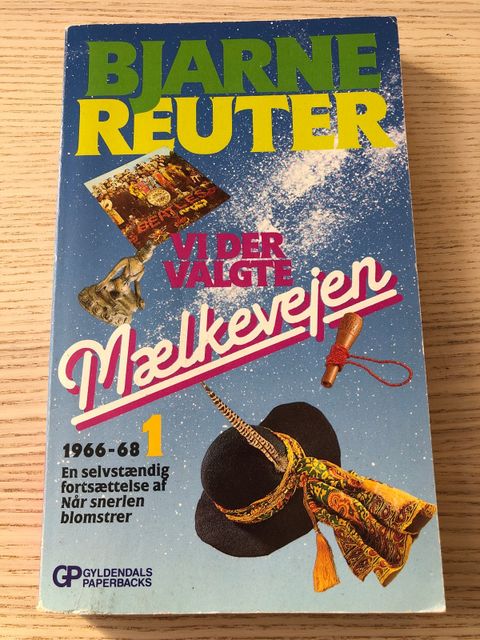 BJARNE
REUTER
BEATLES
VI DER
VALGTE
Mælkevejen
1966-68 1
En selvstændig
fortsættelse af
Når snerlen
blomstrer
GP GYLDENDALS
PAPERBACKS